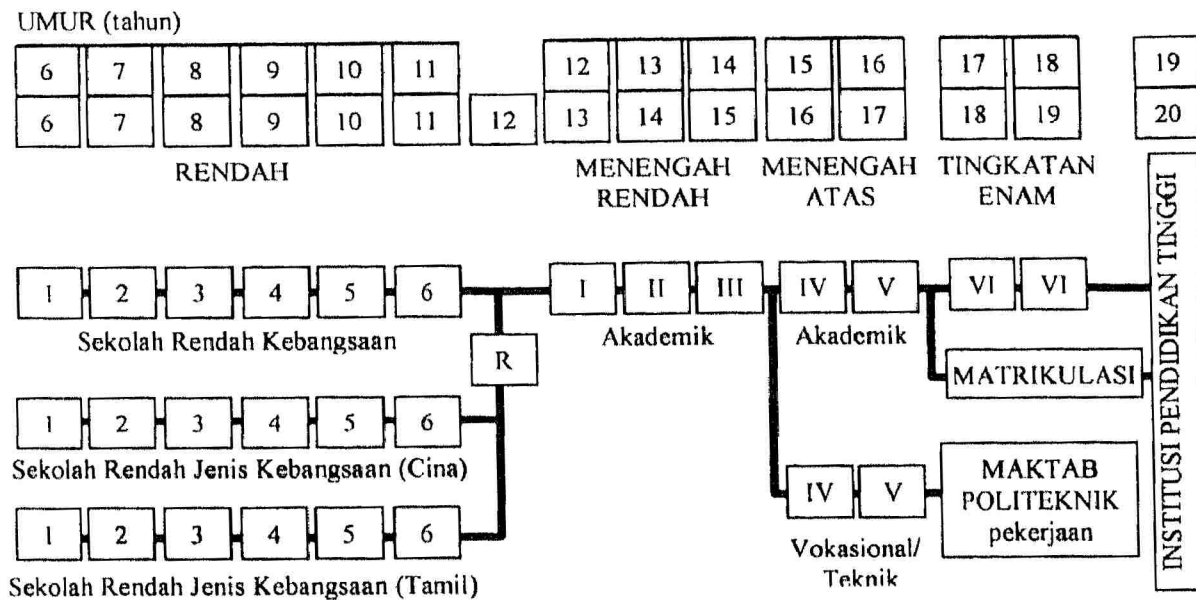 UMUR (tahun)
6 7 8 9 10 11 12 13 14 15 16 17 18 19
6 7 8 9 10 11 12 13 14 15 16 17 18 19 20
RENDAH
MENENGAH
RENDAH
MENENGAH
ATAS
TINGKATAN
ENAM
1 2 3 4 5 6
Sekolah Rendah Kebangsaan
R
I II III
Akademik
IV V
Akademik
VI VI
MATRIKULASI
1 2 3 4 5 6
Sekolah Rendah Jenis Kebangsaan (Cina)
1 2 3 4 5 6
Sekolah Rendah Jenis Kebangsaan (Tamil)
IV V
Vokasional/
Teknik
MAKTAB
POLITEKNIK
pekerjaan
INSTITUSI PENDIDIKAN TINGGI